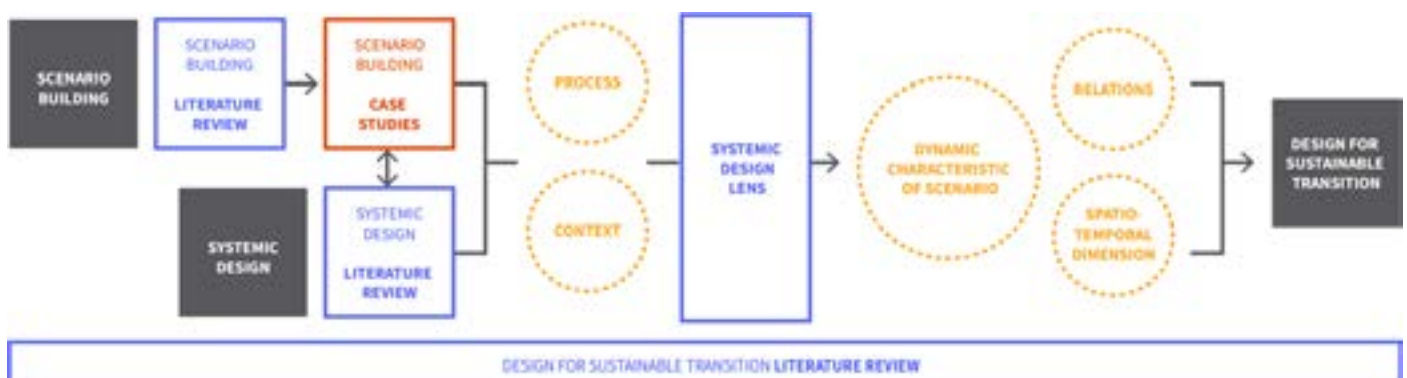 SCENARIO
BUILDING
SCENARIO
BUILDING
LITERATURE
REVIEW
SCENARIO
BUILDING
CASE
STUDIES
SYSTEMIC
DESIGN
SYSTEMIC
DESIGN
LITERATURE
REVIEW
PROCESS
CONTEXT
SYSTEMIC
DESIGN
LENS
DYNAMIC
CHARACTERISTIC
OF SCENARIO
RELATIONS
SPATIO-
TEMPORAL
DIMENSION
DESIGN FOR
SUSTAINABLE
TRANSITION
DESIGN FOR SUSTAINABLE TRANSITION LITERATURE REVIEW